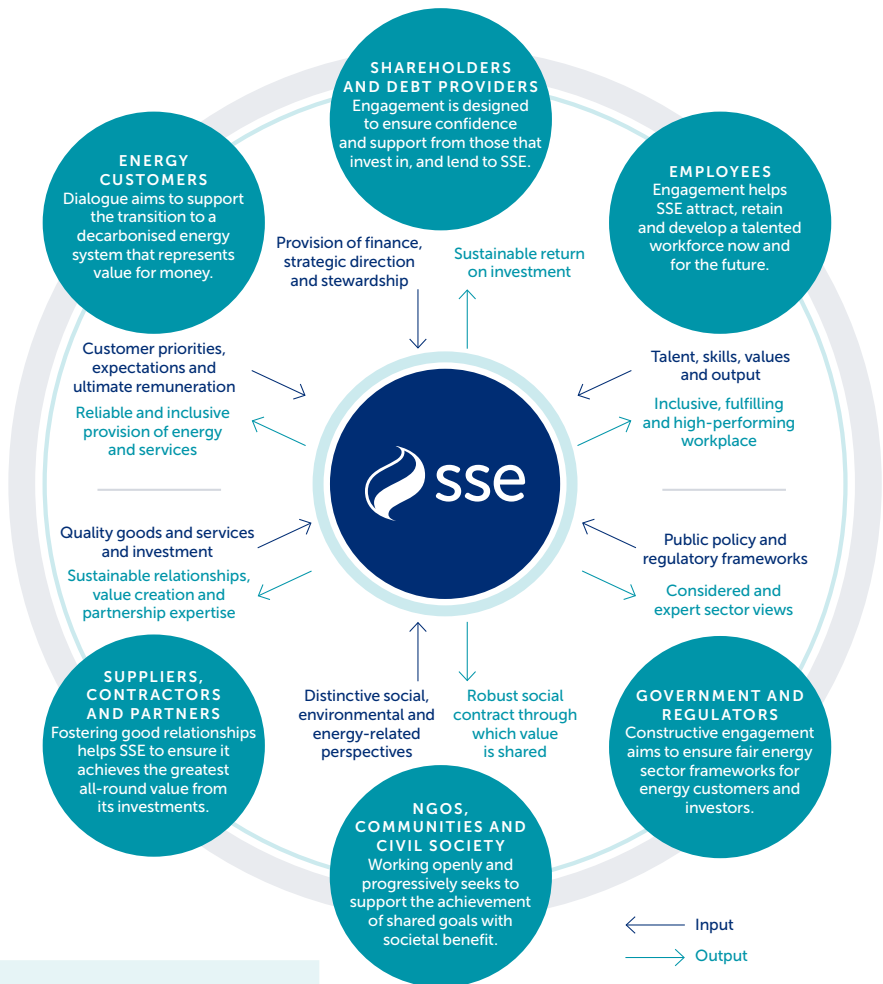 SHAREHOLDERS
AND DEBT PROVIDERS
Engagement is designed
to ensure confidence
and support from those that
invest in, and lend to SSE.
ENERGY
CUSTOMERS
Dialogue aims to support
the transition to a
decarbonised energy
system that represents
value for money.
EMPLOYEES
Engagement helps
SSE attract, retain
and develop a talented
workforce now and
for the future.
Provision of finance,
strategic direction
and stewardship
Sustainable return
on investment
Customer priorities,
expectations and
ultimate remuneration
Reliable and inclusive
provision of energy
and services
Talent, skills, values
and output
Inclusive, fulfilling
and high-performing
workplace
sse
Quality goods and services
and investment
Sustainable relationships,
value creation and
partnership expertise
Public policy and
regulatory frameworks
Considered and
expert sector views
SUPPLIERS,
CONTRACTORS
AND PARTNERS
Fostering good relationships
helps SSE to ensure it
achieves the greatest
all-round value from
its investments.
Distinctive social,
environmental and
energy-related
perspectives
Robust social
contract through
which value
is shared
GOVERNMENT AND
REGULATORS
Constructive engagement
aims to ensure fair energy
sector frameworks for
energy customers and
investors.
NGOS,
COMMUNITIES AND
CIVIL SOCIETY
Working openly and
progressively seeks to
support the achievement
of shared goals with
societal benefit.
Input
Output